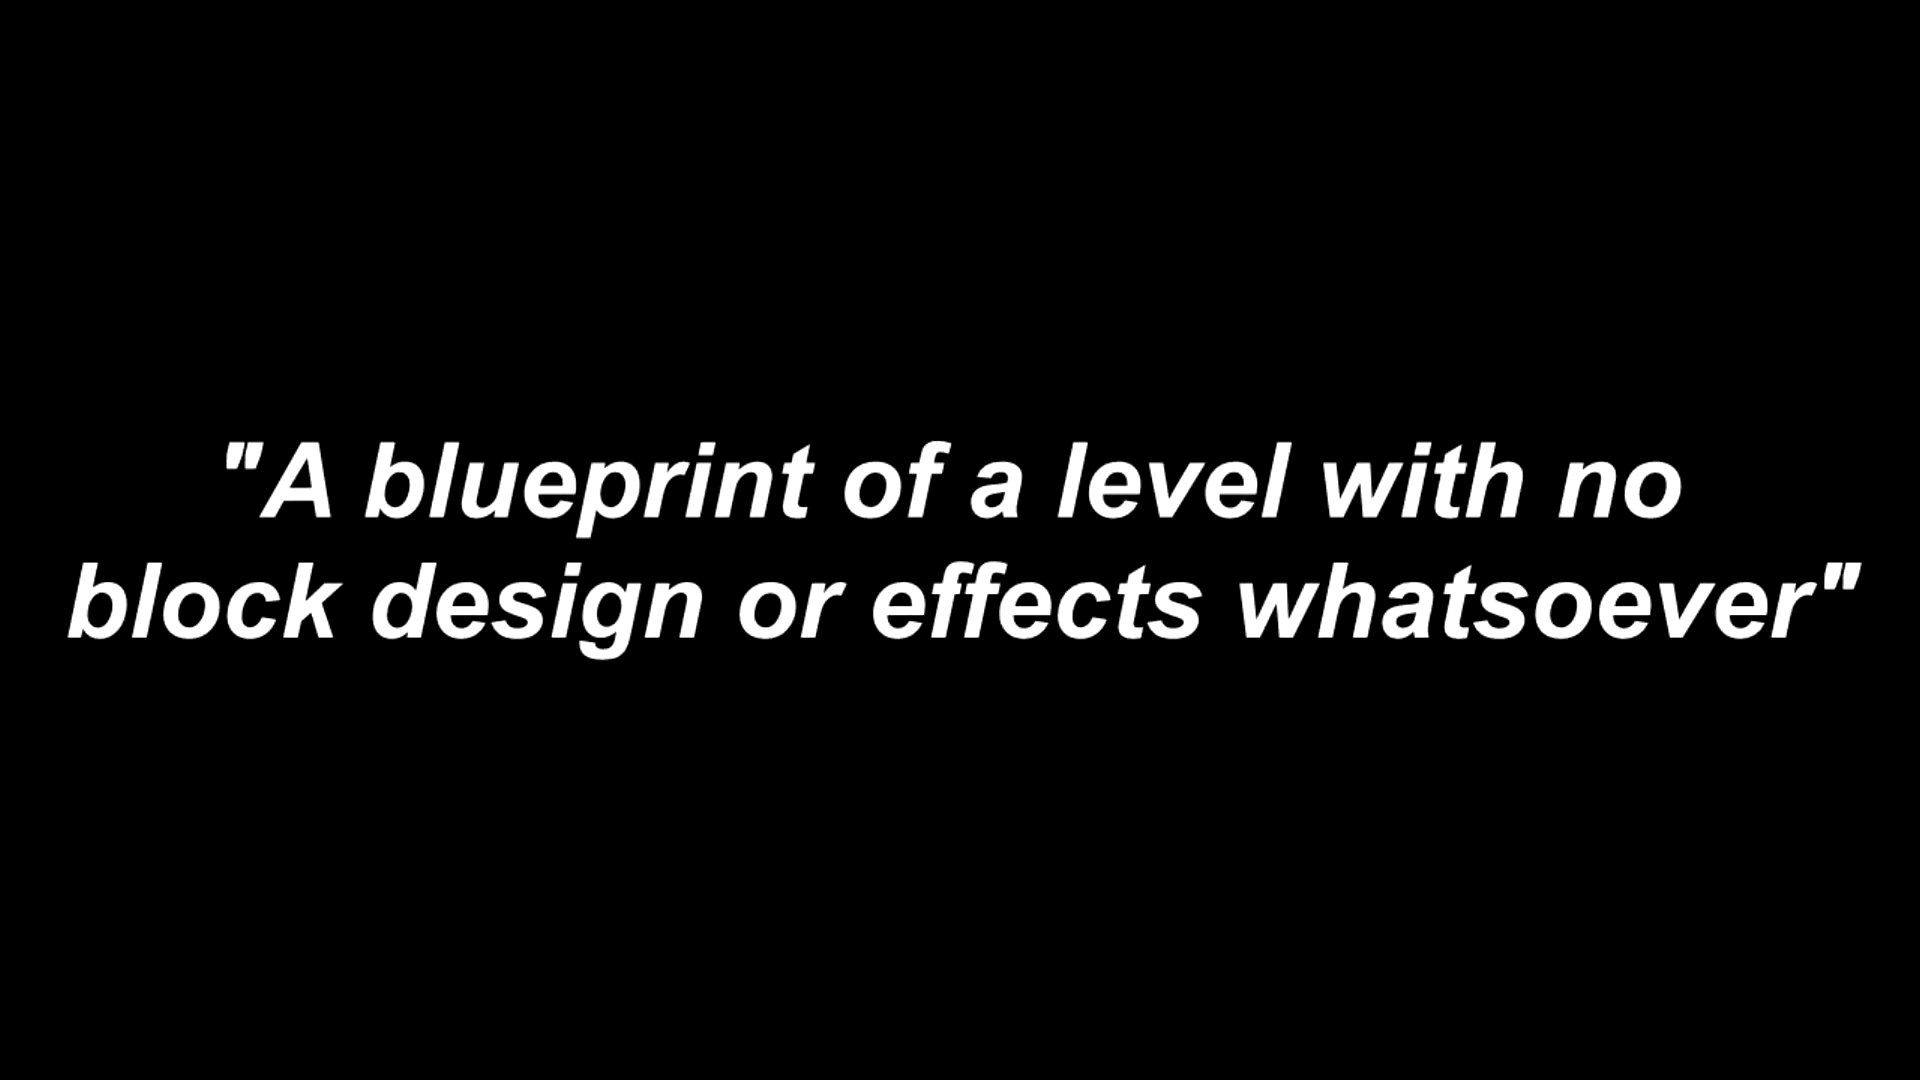 "A blueprint of a level with no
block design or effects whatsoever"